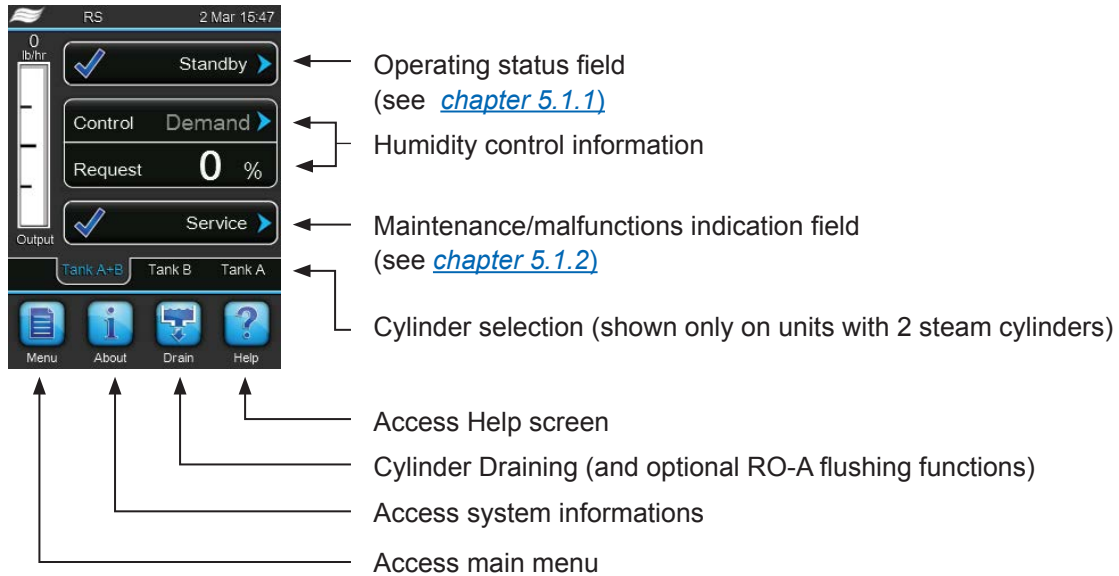 RS 2 Mar 15:47
0
lb/hr
Standby
Control Demand
Request 0 %
Service
Output
Tank A+B Tank B Tank A
Menu About Drain Help
Operating status field
(see chapter 5.1.1)
Humidity control information
Maintenance/malfunctions indication field
(see chapter 5.1.2)
Cylinder selection (shown only on units with 2 steam cylinders)
Access Help screen
Cylinder Draining (and optional RO-A flushing functions)
Access system informations
Access main menu